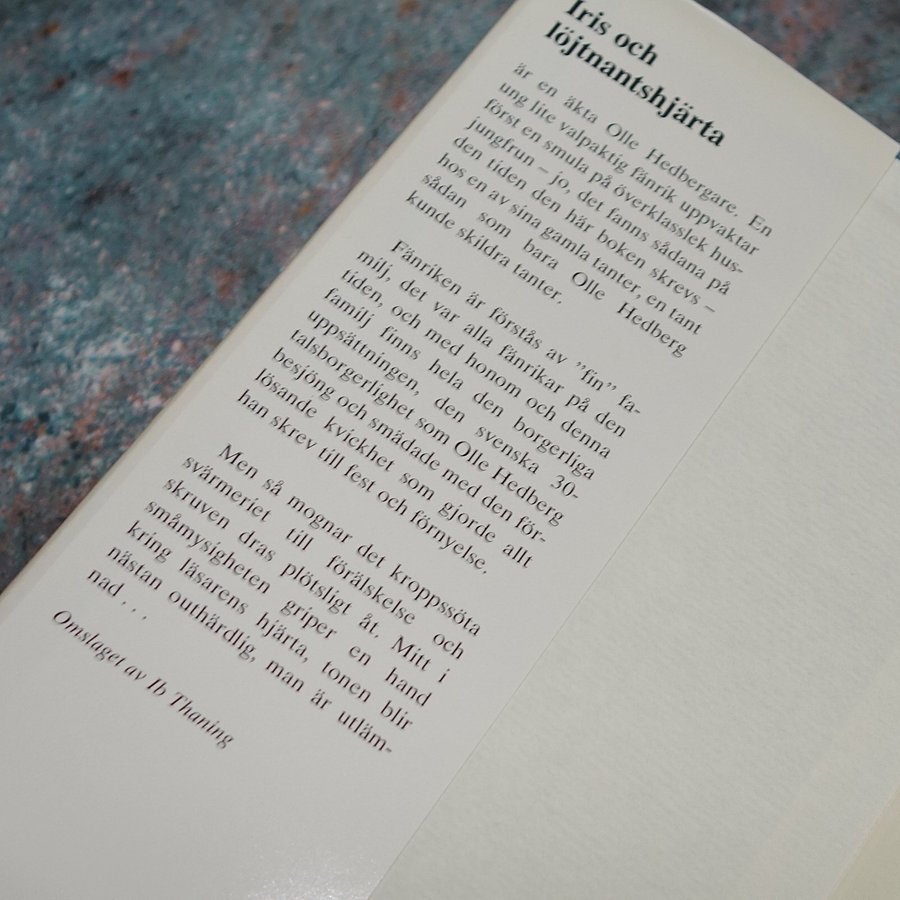 Iris och
löjtnantshjärta
är en äkta Olle Hedbergare. En
ung lite valpaktig fänrik uppvaktar
först en smula på överklasslek hus-
jungfrun – jo, det fanns sådana på
den tiden den här boken skrevs –
hos en av sina gamla tanter, en tant
sådan som bara Olle Hedberg
kunde skildra tanter.
Fänriken är förstås av ”fin” fa-
milj, det var alla fänrikar på den
tiden, och med honom och denna
familj finns hela den borgerliga
uppsättningen, den svenska 30-
talsborgerlighet som Olle Hedberg
besjöng och smädade med den för-
lösande kvickhet som gjorde allt
han skrev till fest och förnyelse.
Men så mognar det kroppssöta
svärmeriet till förälskelse och
skruven dras plötsligt åt. Mitt i
småmysigheten griper en hand
kring läsarens hjärta, tonen blir
nästan outhärdlig, man är utläm-
nad . . .
Omslaget av Ib Thaning